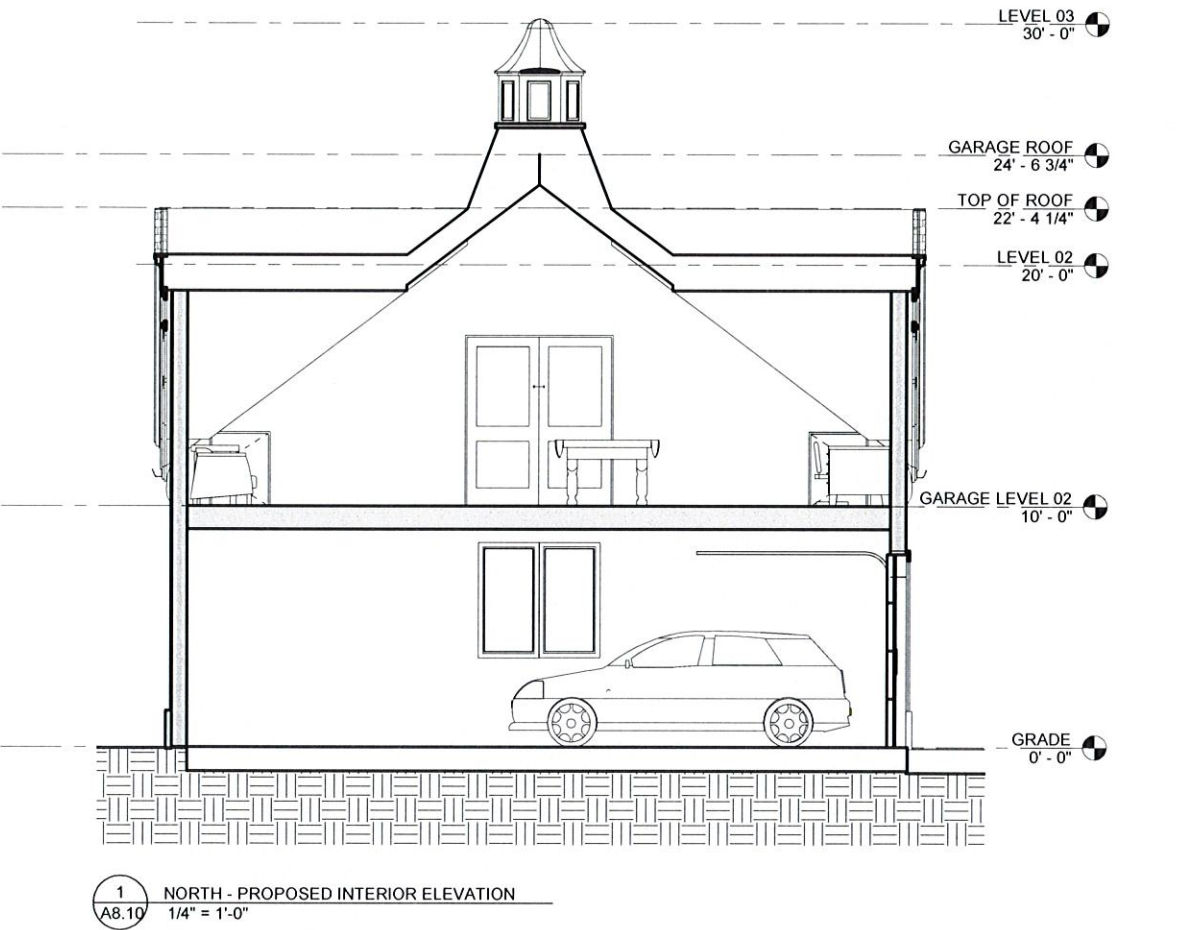 LEVEL 03
30' - 0"
GARAGE ROOF
24' - 6 3/4"
TOP OF ROOF
22' - 4 1/4"
LEVEL 02
20' - 0"
GARAGE LEVEL 02
10' - 0"
GRADE
0' - 0"
1
A8.10
NORTH - PROPOSED INTERIOR ELEVATION
1/4" = 1'-0"